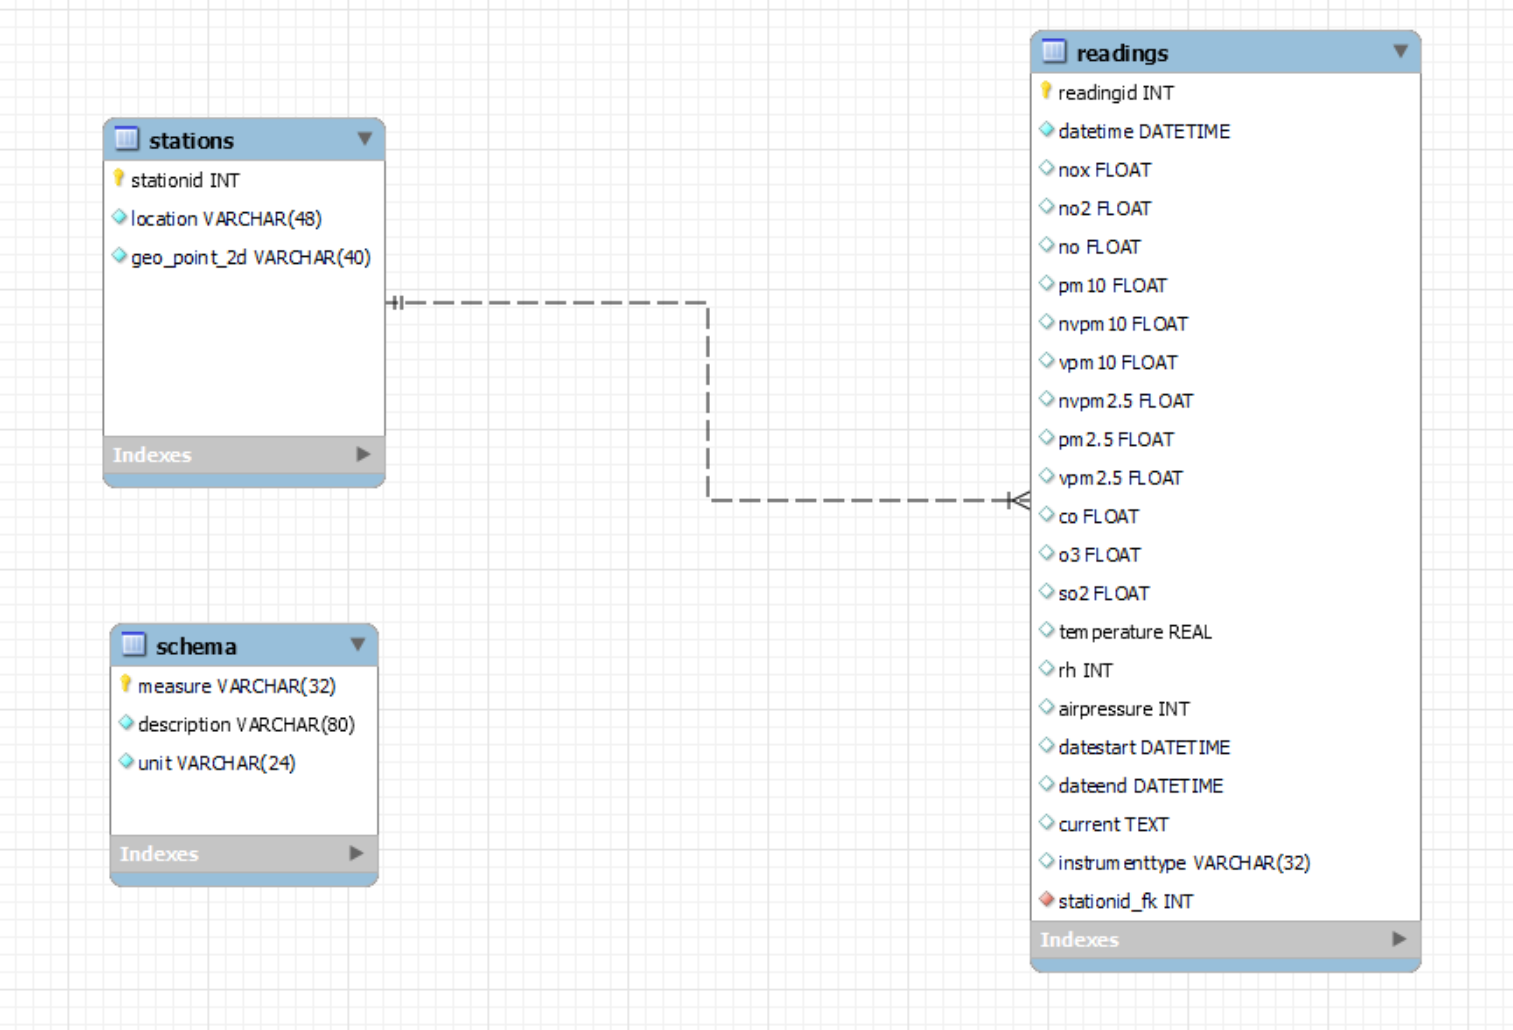 stations
stationid INT
location VARCHAR(48)
geo_point_2d VARCHAR(40)
Indexes
schema
measure VARCHAR(32)
description VARCHAR(80)
unit VARCHAR(24)
Indexes
readings
readingid INT
datetime DATETIME
nox FLOAT
no2 FLOAT
no FLOAT
pm10 FLOAT
nvpm10 FLOAT
vpm10 FLOAT
nvpm2.5 FLOAT
pm2.5 FLOAT
vpm2.5 FLOAT
co FLOAT
o3 FLOAT
so2 FLOAT
temperature REAL
rh INT
airpressure INT
datestart DATETIME
dateend DATETIME
current TEXT
instrumenttype VARCHAR(32)
stationid_fk INT
Indexes